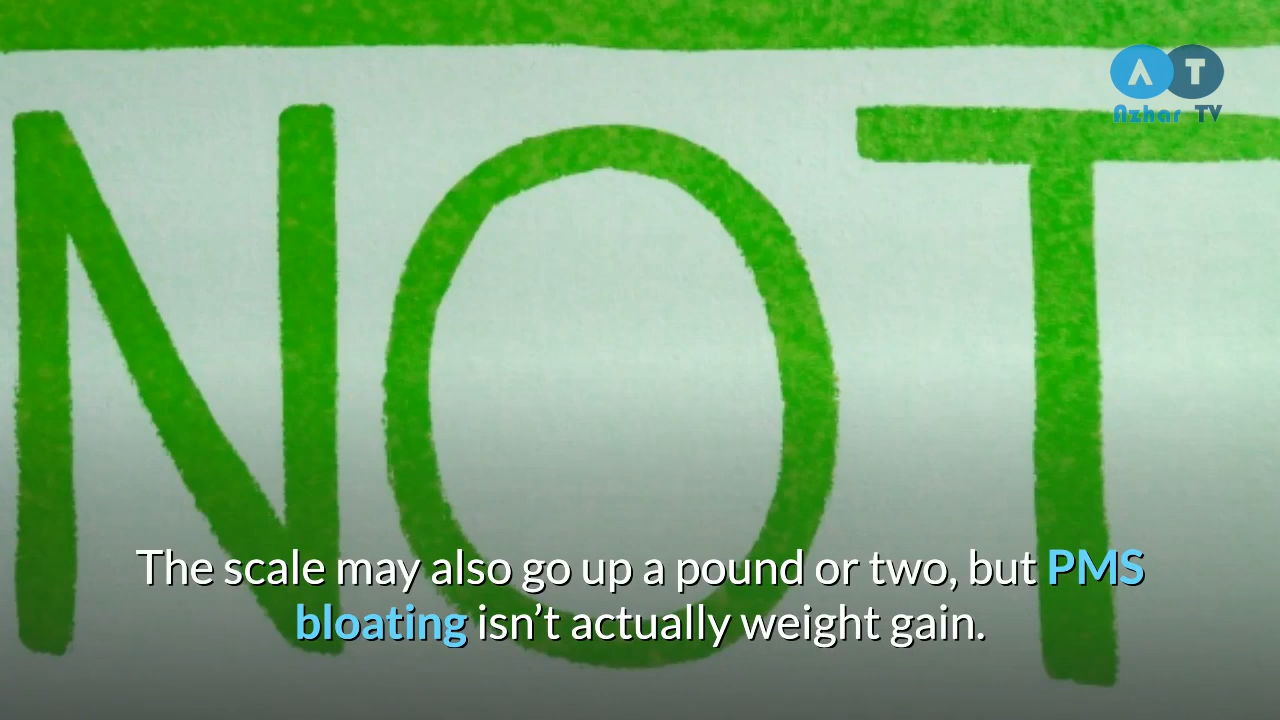 A T
Azhar TV
NOT
The scale may also go up a pound or two, but PMS
bloating isn't actually weight gain.